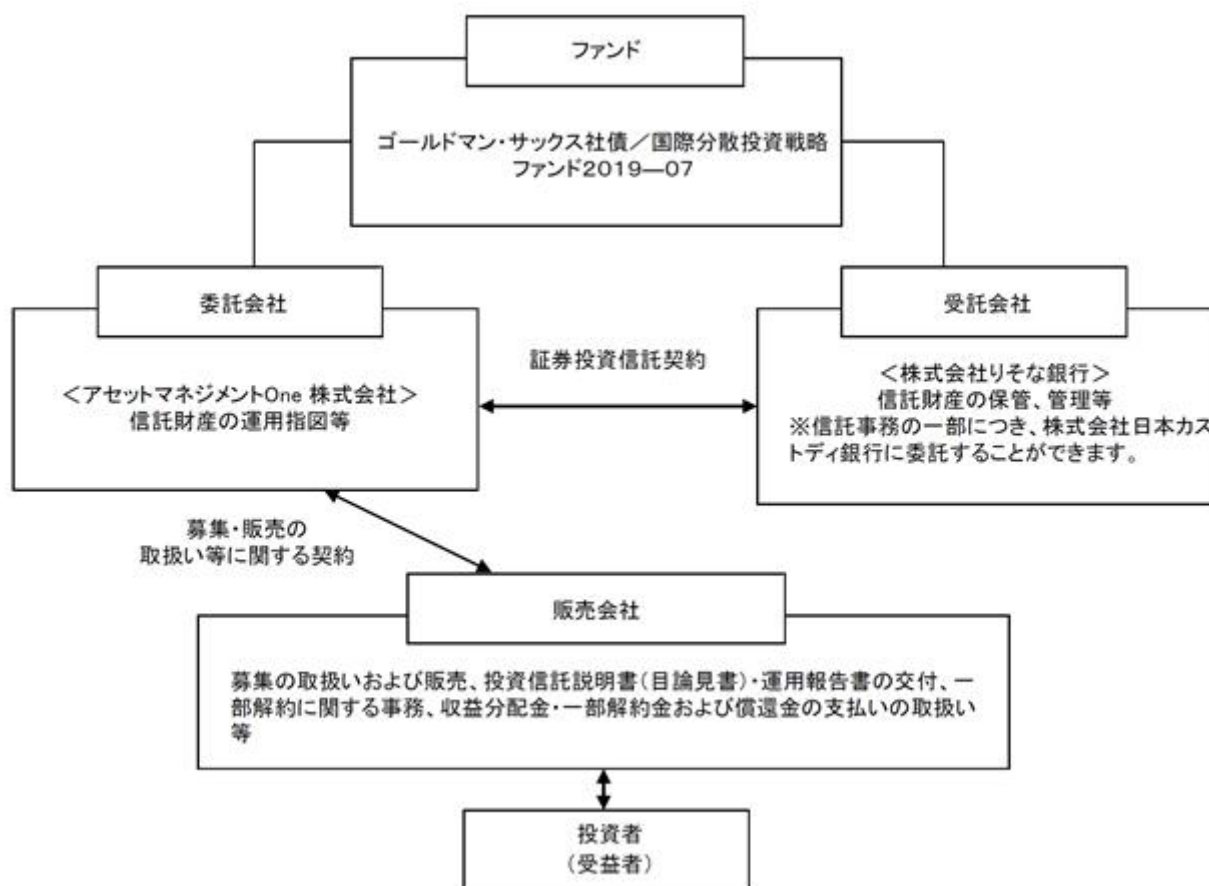 ファンド
ゴールドマン・サックス社債／国際分散投資戦略
ファンド2019―07
委託会社
＜アセットマネジメントOne 株式会社＞
信託財産の運用指図等
証券投資信託契約
受託会社
＜株式会社りそな銀行＞
信託財産の保管、管理等
※信託事務の一部につき、株式会社日本カス
トディ銀行に委託することができます。
募集・販売の
取扱い等に関する契約
販売会社
募集の取扱いおよび販売、投資信託説明書（目論見書）・運用報告書の交付、一
部解約に関する事務、収益分配金・一部解約金および償還金の支払いの取扱い
等
投資者
（受益者）